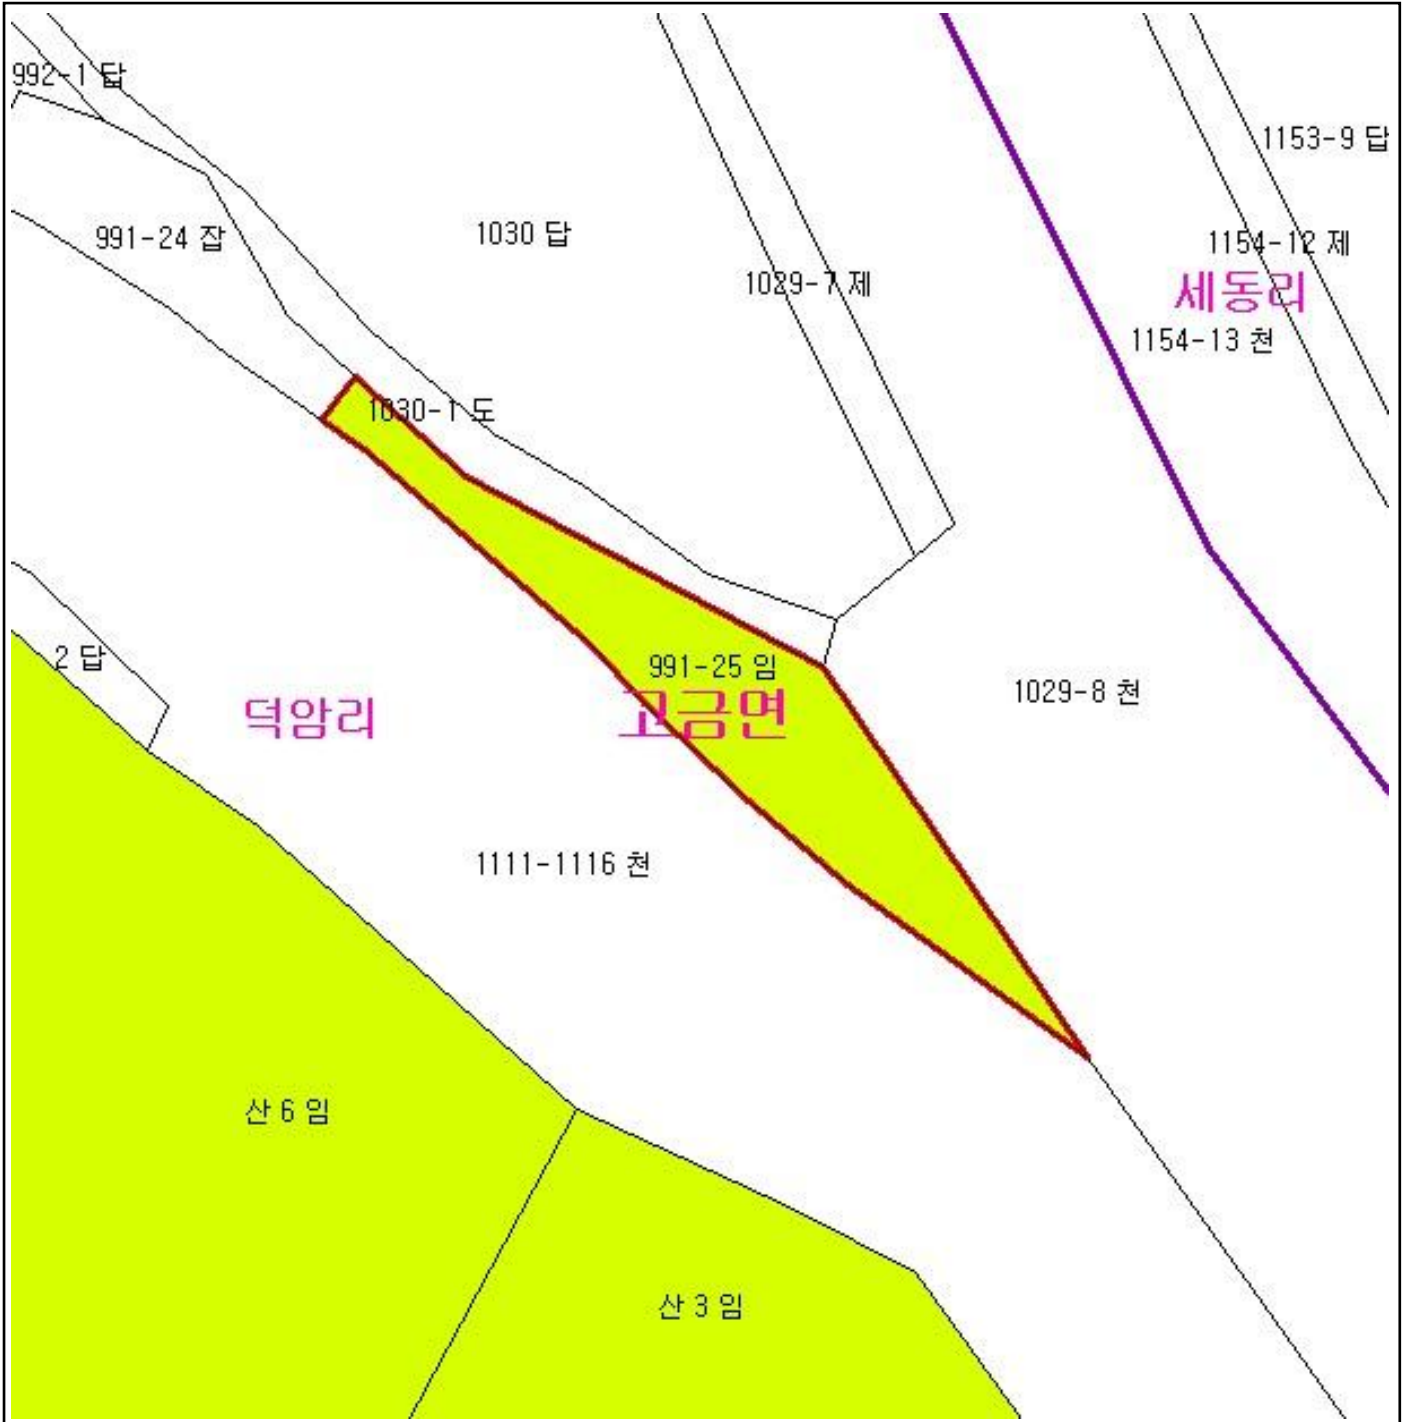 992-1 답
1153-9 답
991-24 잡
1030 답
1154-12 제
1029-7 제
세동리
1154-13 천
1030-1 도
2 답
991-25 임
1029-8 천
덕암리
고금면
1111-1116 천
산 6 임
산 3 임